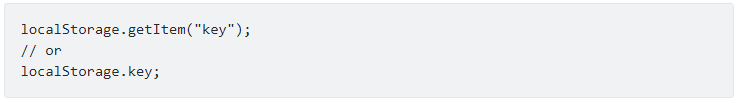 localStorage.getItem("key");
// or
localStorage.key;